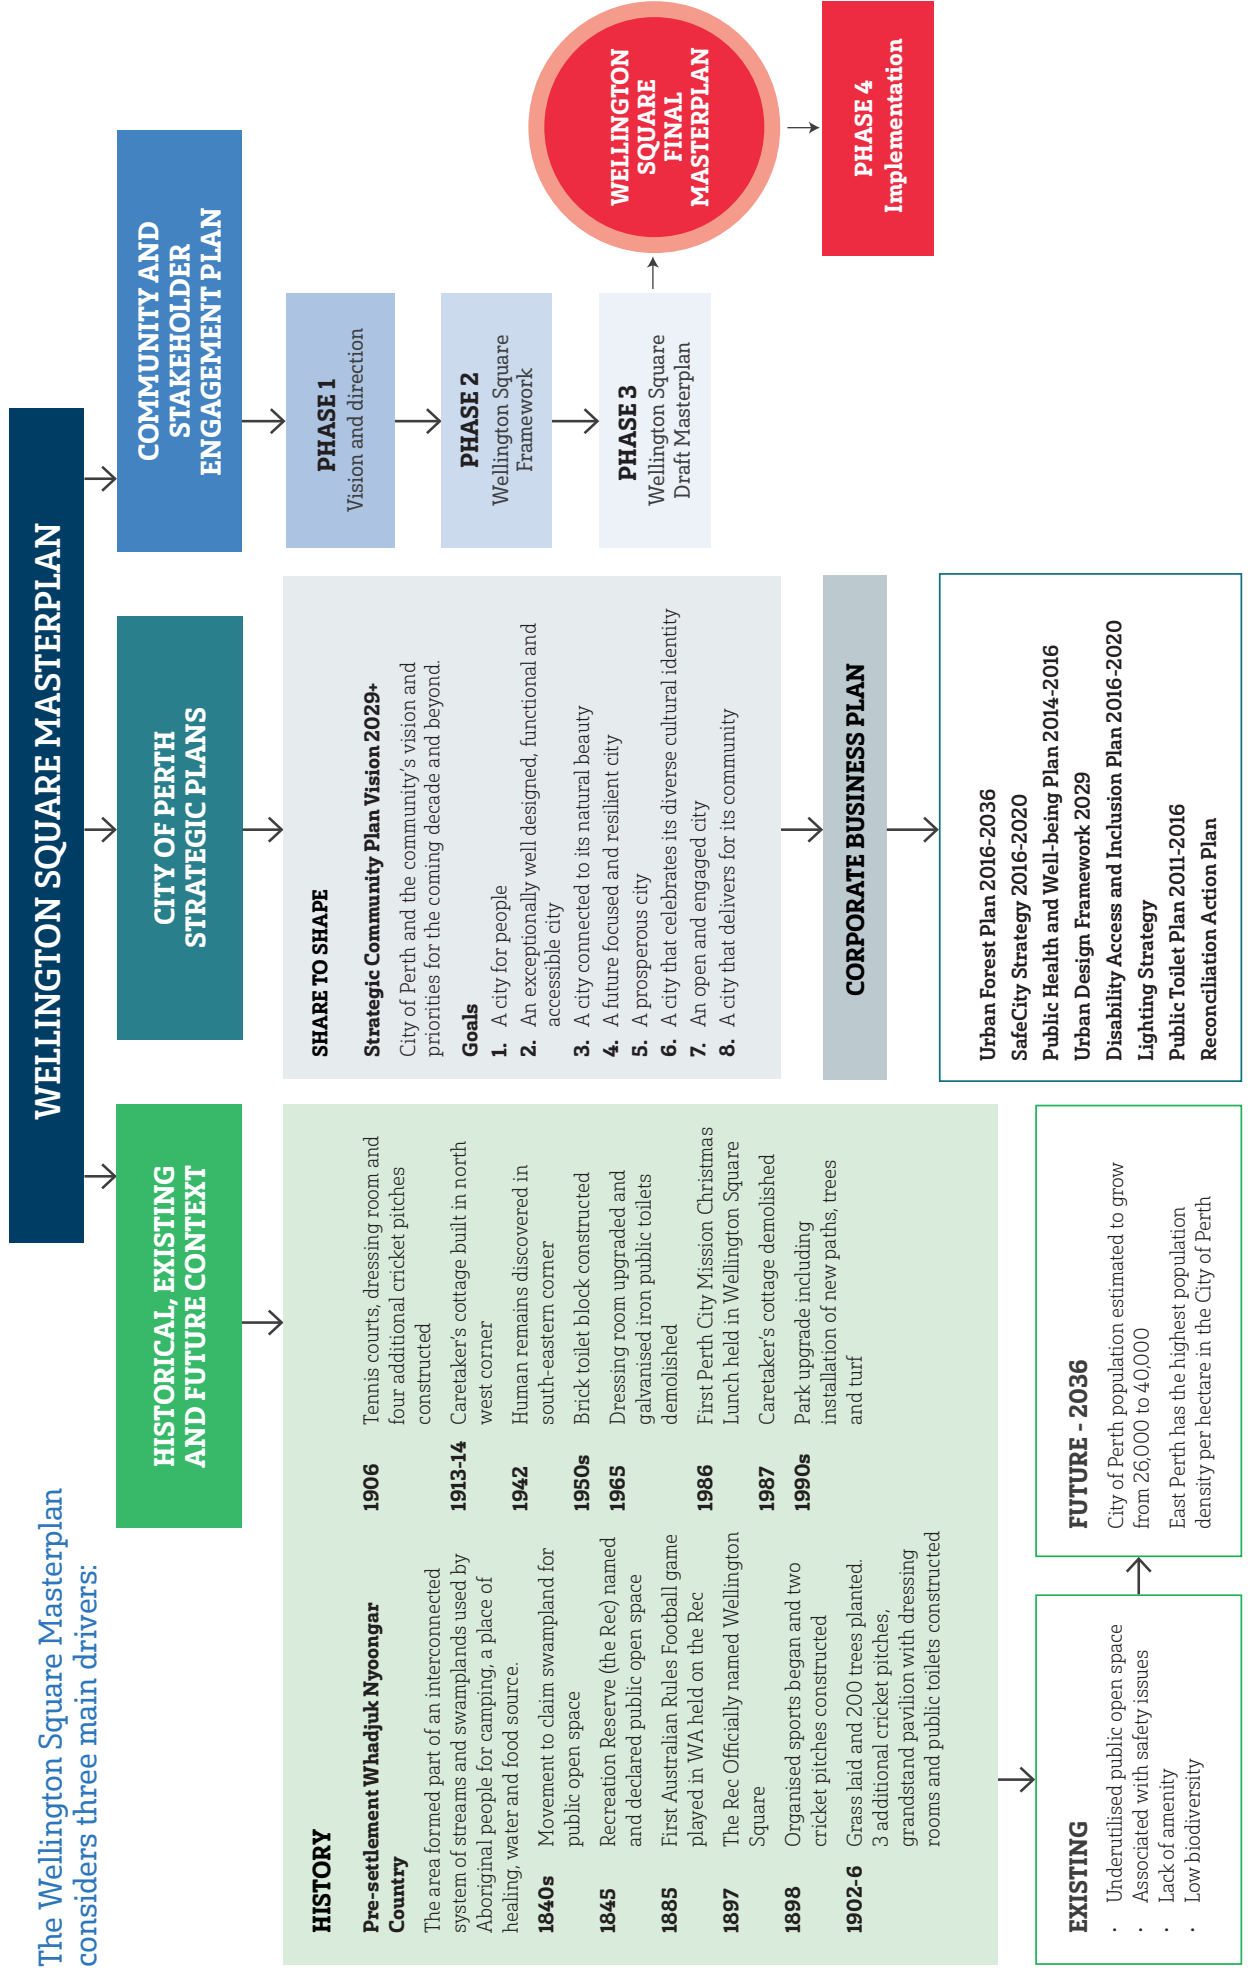 The Wellington Square Masterplan
considers three main drivers:
WELLINGTON SQUARE MASTERPLAN
HISTORICAL, EXISTING
AND FUTURE CONTEXT
HISTORY
Pre-settlement Whadjuk Nyoongar
Country
The area formed part of an interconnected
system of streams and swamplands used by
Aboriginal people for camping, a place of
healing, water and food source.
1840s Movement to claim swampland for
public open space
1845 Recreation Reserve (the Rec) named
and declared public open space
1885 First Australian Rules Football game
played in WA held on the Rec
1897 The Rec Officially named Wellington
Square
1898 Organised sports began and two
cricket pitches constructed
1902-6 Grass laid and 200 trees planted.
3 additional cricket pitches,
grandstand pavilion with dressing
rooms and public toilets constructed
1906 Tennis courts, dressing room and
four additional cricket pitches
constructed
1913-14 Caretaker's cottage built in north
west corner
1942 Human remains discovered in
south-eastern corner
1950s Brick toilet block constructed
1965 Dressing room upgraded and
galvanised iron public toilets
demolished
1986 First Perth City Mission Christmas
Lunch held in Wellington Square
1987 Caretaker's cottage demolished
1990s Park upgrade including
installation of new paths, trees
and turf
EXISTING
· Underutilised public open space
· Associated with safety issues
· Lack of amenity
· Low biodiversity
FUTURE - 2036
City of Perth population estimated to grow
from 26,000 to 40,000
East Perth has the highest population
density per hectare in the City of Perth
CITY OF PERTH
STRATEGIC PLANS
SHARE TO SHAPE
Strategic Community Plan Vision 2029+
City of Perth and the community's vision and
priorities for the coming decade and beyond.
Goals
1. A city for people
2. An exceptionally well designed, functional and
accessible city
3. A city connected to its natural beauty
4. A future focused and resilient city
5. A prosperous city
6. A city that celebrates its diverse cultural identity
7. An open and engaged city
8. A city that delivers for its community
CORPORATE BUSINESS PLAN
Urban Forest Plan 2016-2036
SafeCity Strategy 2016-2020
Public Health and Well-being Plan 2014-2016
Urban Design Framework 2029
Disability Access and Inclusion Plan 2016-2020
Lighting Strategy
Public Toilet Plan 2011-2016
Reconciliation Action Plan
COMMUNITY AND
STAKEHOLDER
ENGAGEMENT PLAN
PHASE 1
Vision and direction
PHASE 2
Wellington Square
Framework
PHASE 3
Wellington Square
Draft Masterplan
WELLINGTON
SQUARE
FINAL
MASTERPLAN
PHASE 4
Implementation